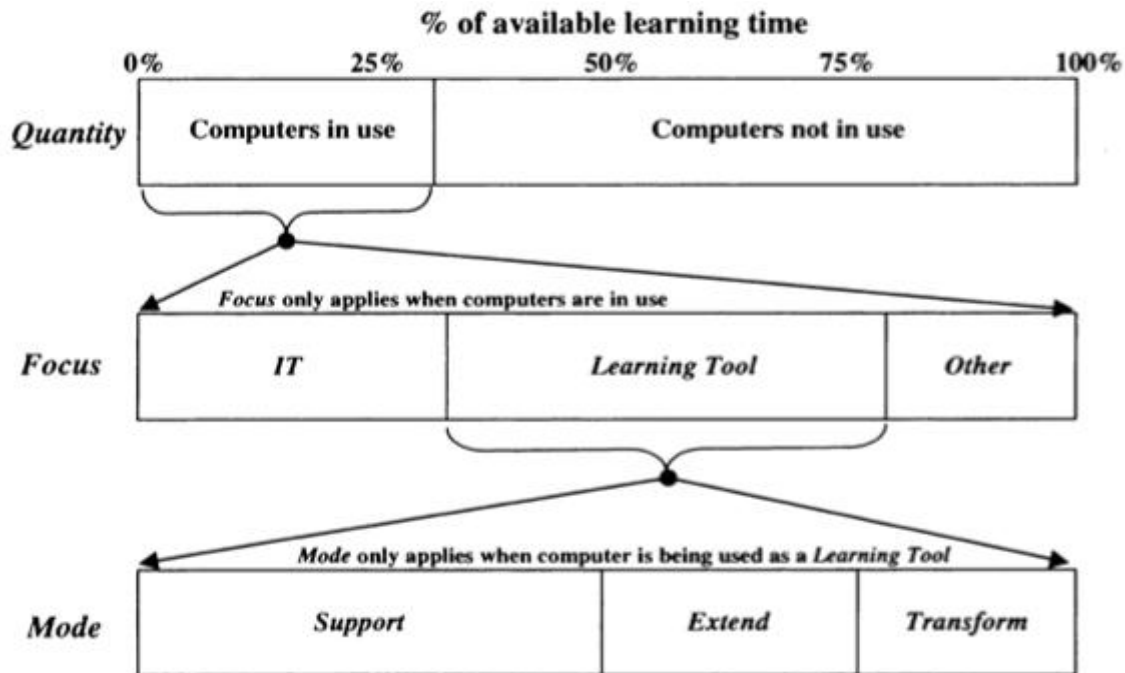 % of available learning time
0% 25% 50% 75% 100%
Quantity Computers in use Computers not in use
Focus only applies when computers are in use
Focus IT Learning Tool Other
Mode only applies when computer is being used as a Learning Tool
Mode Support Extend Transform